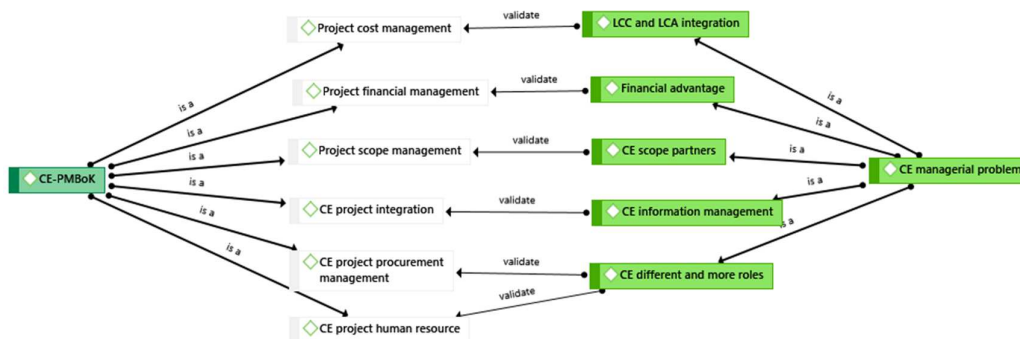 Project cost management
validate
LCC and LCA integration
is a
is a
Project financial management
validate
Financial advantage
is a
is a
Project scope management
validate
CE scope partners
is a
is a
CE-PMBoK
CE managerial problem
is a
CE project integration
validate
CE information management
is a
is a
is a
is a
CE project procurement
management
validate
CE different and more roles
validate
CE project human resource